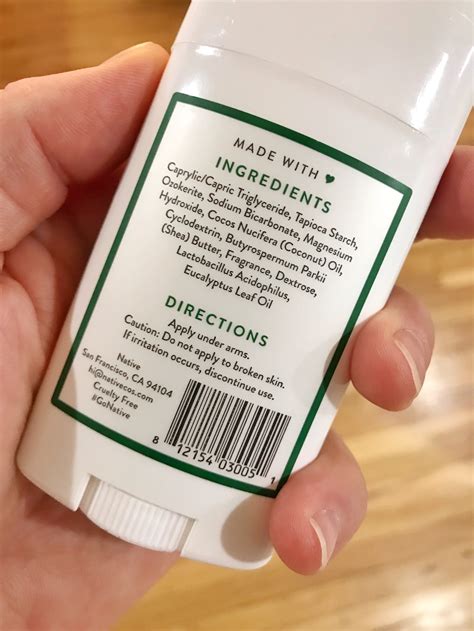 MADE WITH ♥
INGREDIENTS
Caprylic/Capric Triglyceride, Tapioca Starch,
Ozokerite, Sodium Bicarbonate, Magnesium
Hydroxide, Cocos Nucifera (Coconut) Oil,
Cyclodextrin, Butyrospermum Parkii
(Shea) Butter, Fragrance, Dextrose,
Lactobacillus Acidophilus,
Eucalyptus Leaf Oil
DIRECTIONS
Apply under arms.
Caution: Do not apply to broken skin.
If irritation occurs, discontinue use.
Native
San Francisco, CA 94104
hi@nativecos.com
Cruelty Free
#GoNative
8 12154 03005 1